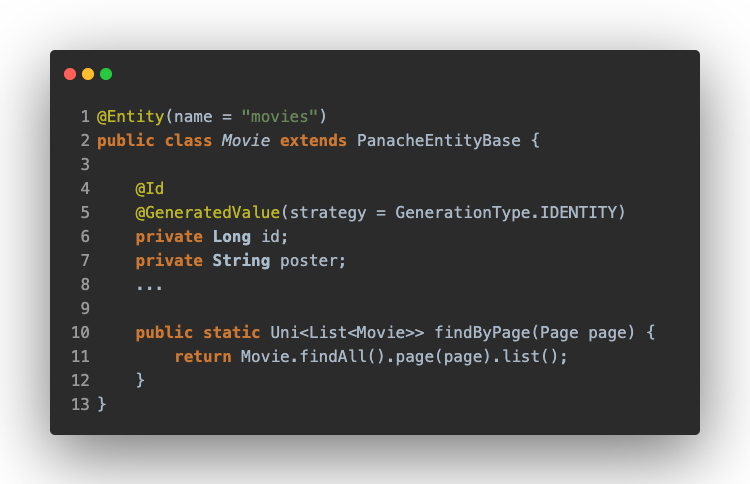 1 @Entity(name = "movies")
2 public class Movie extends PanacheEntityBase {
3
4     @Id
5     @GeneratedValue(strategy = GenerationType.IDENTITY)
6     private Long id;
7     private String poster;
8     ...
9
10     public static Uni<List<Movie>> findByPage(Page page) {
11         return Movie.findAll().page(page).list();
12     }
13 }